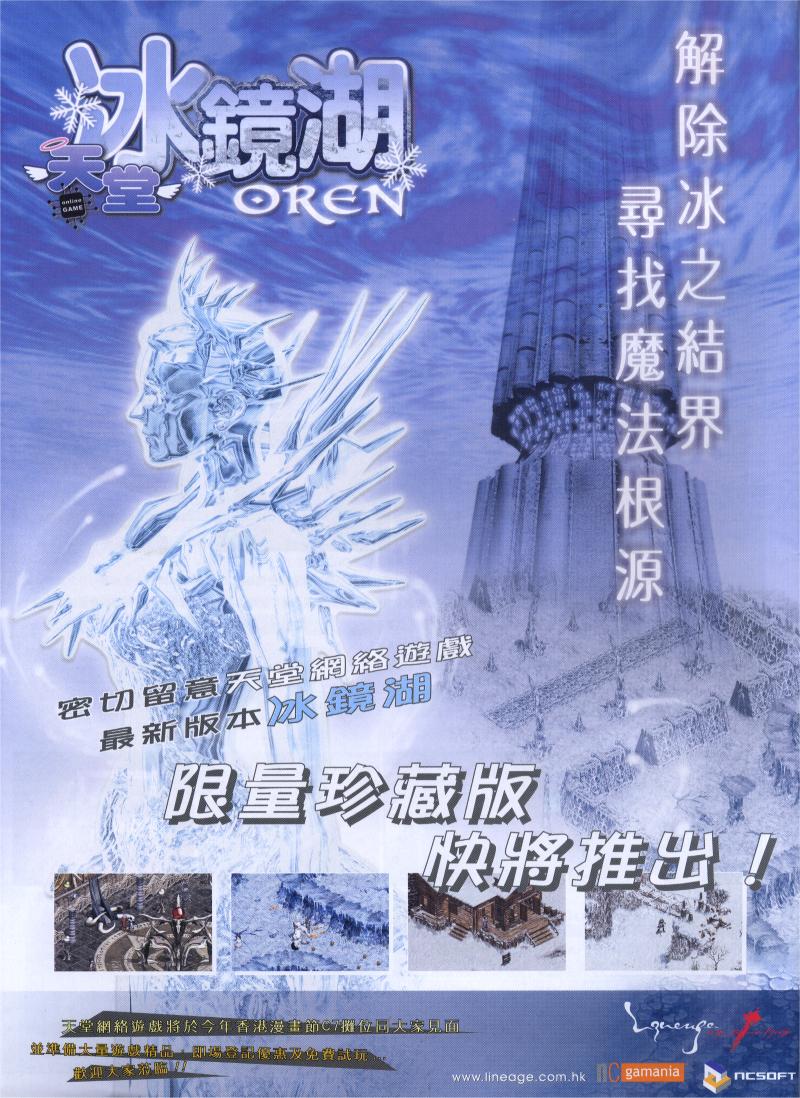 冰鏡湖
天堂
online GAME
OREN
解除冰之結界
尋找魔法根源
密切留意天堂網絡遊戲
最新版本冰鏡湖
限量珍藏版
快將推出！
天堂網絡遊戲將於今年香港漫畫節C7攤位同大家見面
並準備大量遊戲精品，即場登記優惠及免費試玩...
歡迎大家蒞臨!!
Lineage
www.lineage.com.hk
nc gamania
NCSOFT